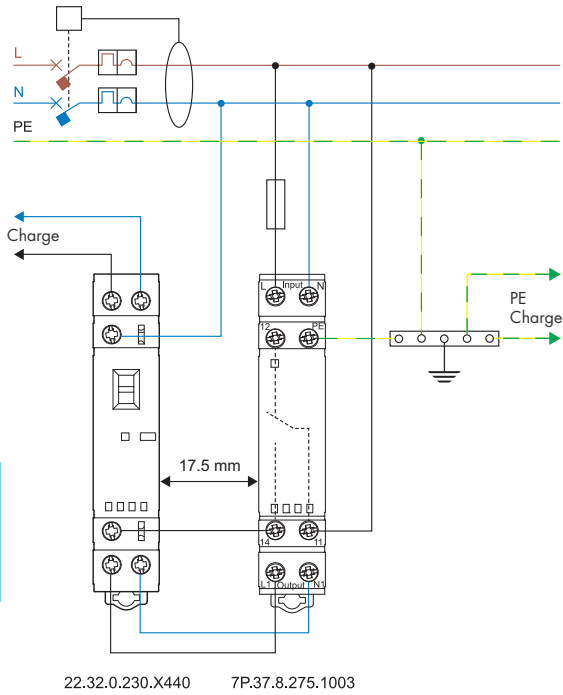 L
N
PE
Charge
L Input N
12 PE
PE
Charge
17.5 mm
14 11
L1 Output N1
22.32.0.230.X440 7P.37.8.275.1003